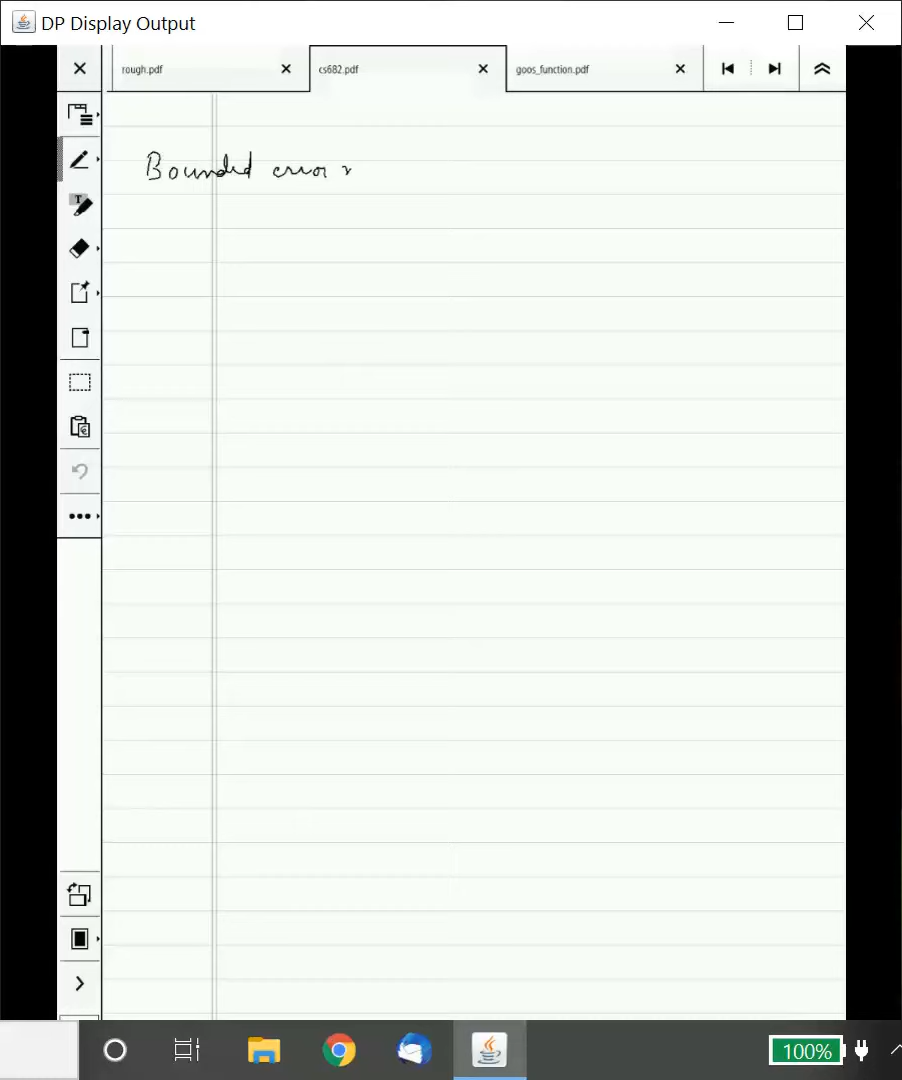 DP Display Output
rough.pdf
cs682.pdf
goos_function.pdf
Bounded error
100%